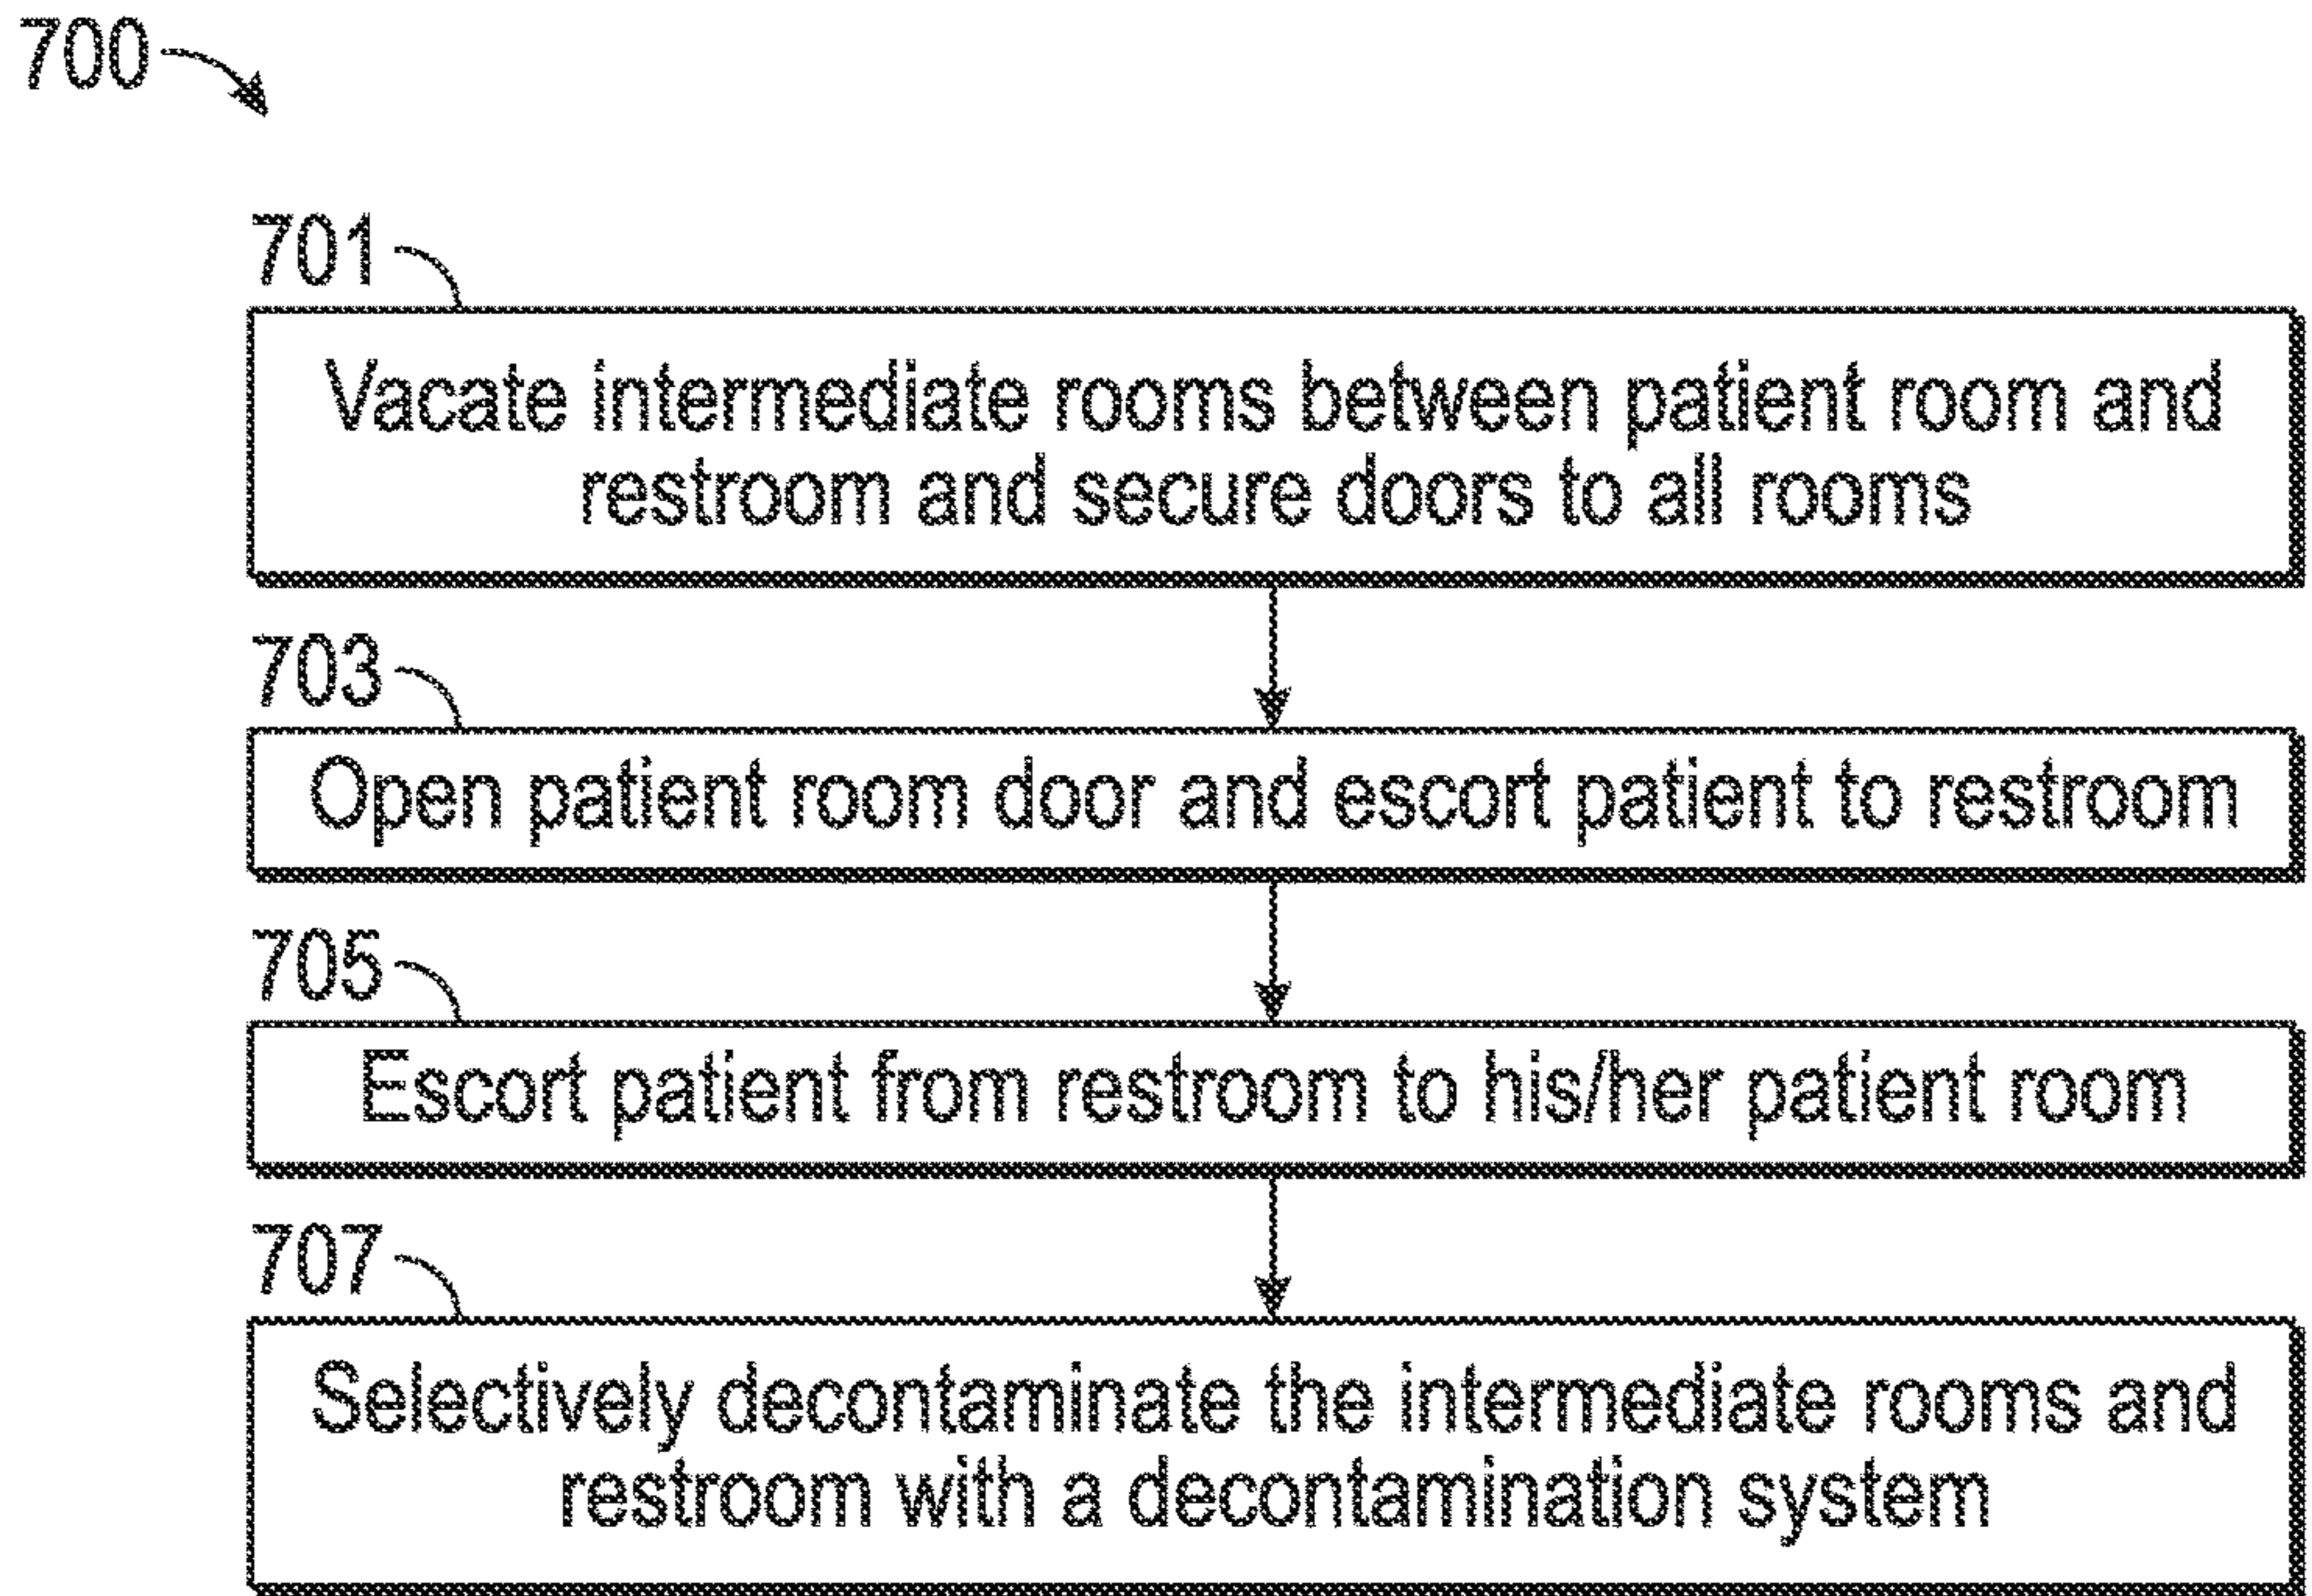 700
701
Vacate intermediate rooms between patient room and
restroom and secure doors to all rooms
703
Open patient room door and escort patient to restroom
705
Escort patient from restroom to his/her patient room
707
Selectively decontaminate the intermediate rooms and
restroom with a decontamination system